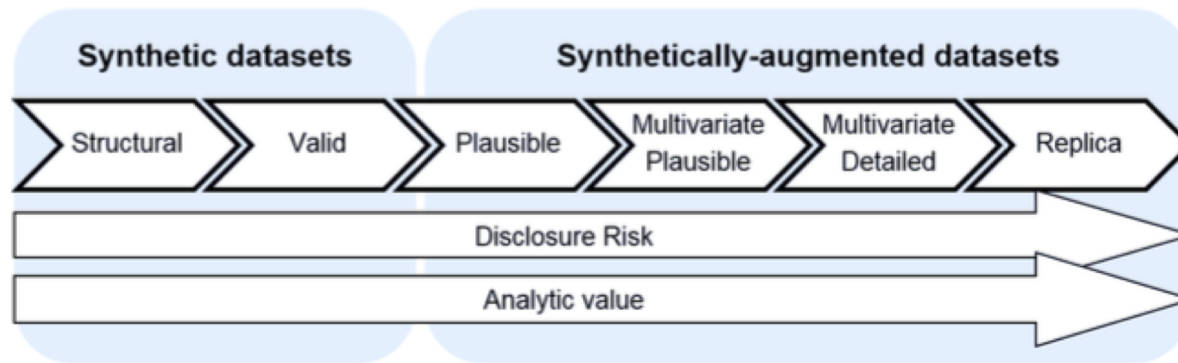 Synthetic datasets
Synthetically-augmented datasets
Structural
Valid
Plausible
Multivariate
Plausible
Multivariate
Detailed
Replica
Disclosure Risk
Analytic value